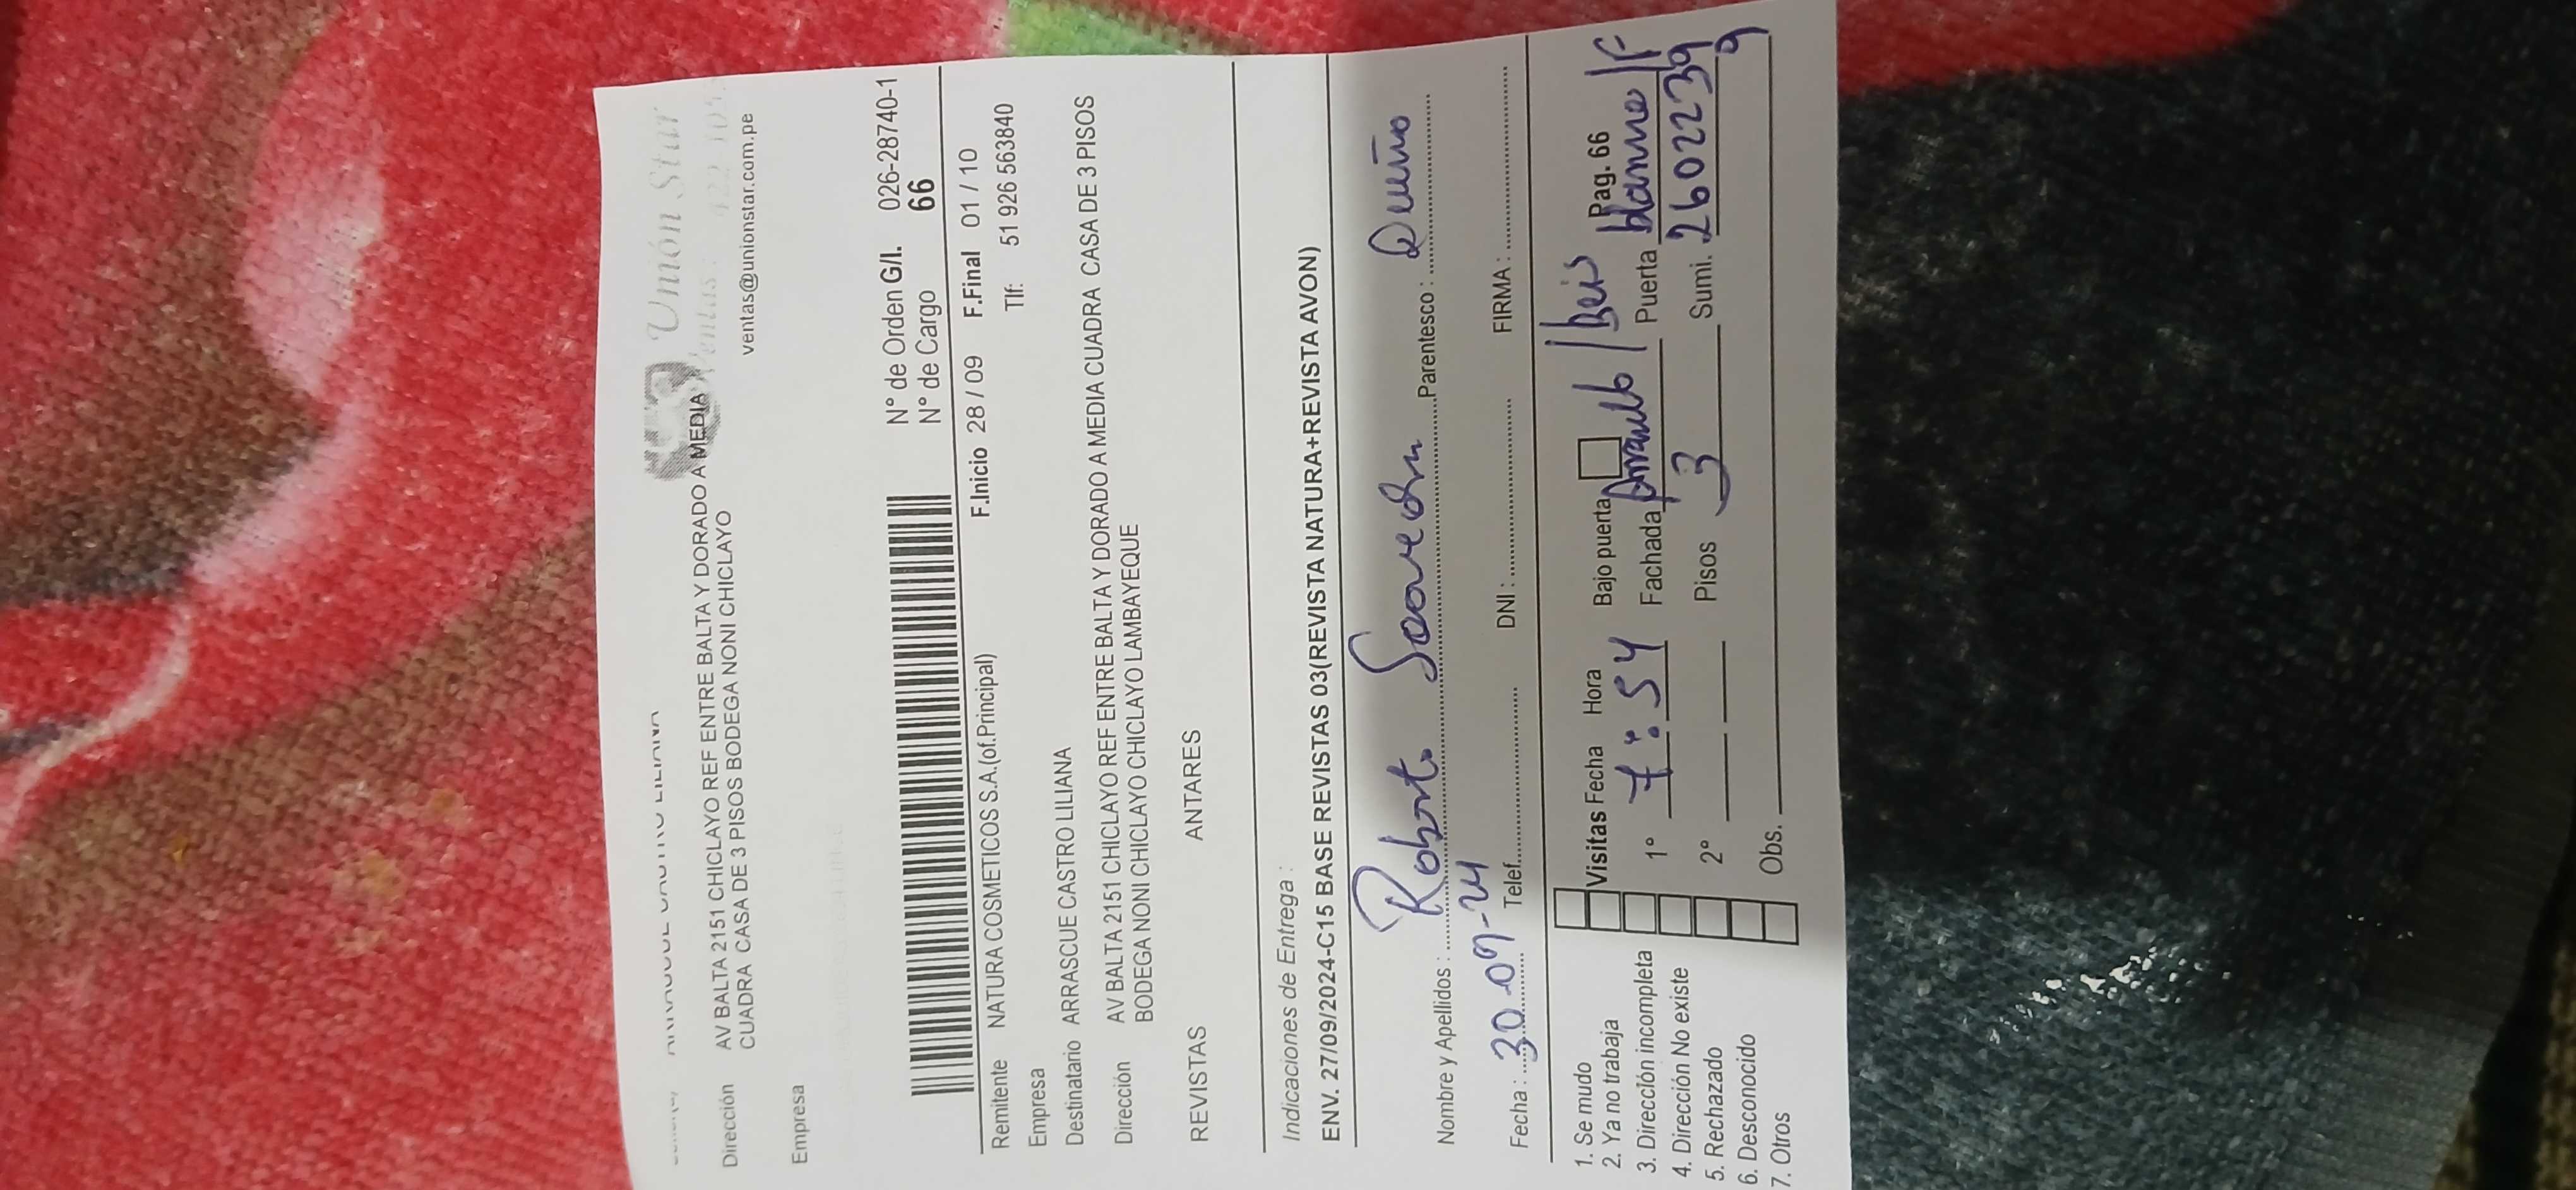 Unión Star
ventas@unionstar.com.pe
CASTRO LILIANA
Dirección AV BALTA 2151 CHICLAYO REF ENTRE BALTA Y DORADO A MEDIA
CUADRA CASA DE 3 PISOS BODEGA NONI CHICLAYO
Empresa
N° de Orden G/I. 026-28740-1
N° de Cargo 66
F.Inicio 28 / 09 F.Final 01 / 10
Remitente NATURA COSMETICOS S.A.(of.Principal) Tlf: 51 926 563840
Empresa
Destinatario ARRASCUE CASTRO LILIANA
Dirección AV BALTA 2151 CHICLAYO REF ENTRE BALTA Y DORADO A MEDIA CUADRA CASA DE 3 PISOS
BODEGA NONI CHICLAYO CHICLAYO LAMBAYEQUE
REVISTAS ANTARES
Indicaciones de Entrega :
ENV. 27/09/2024-C15 BASE REVISTAS 03(REVISTA NATURA+REVISTA AVON)
Nombre y Apellidos : Robert. Saavedra Parentesco : Dueño
Fecha : 30-09-24 Telef. DNI : FIRMA :
1. Se mudo
2. Ya no trabaja
3. Dirección incompleta
4. Dirección No existe
5. Rechazado
6. Desconocido
7. Otros
Visitas Fecha Hora Bajo puerta Pag. 66
1° 7:54 Fachada / beis Puerta
2° Pisos 3 Sumi. 26022399
Obs.